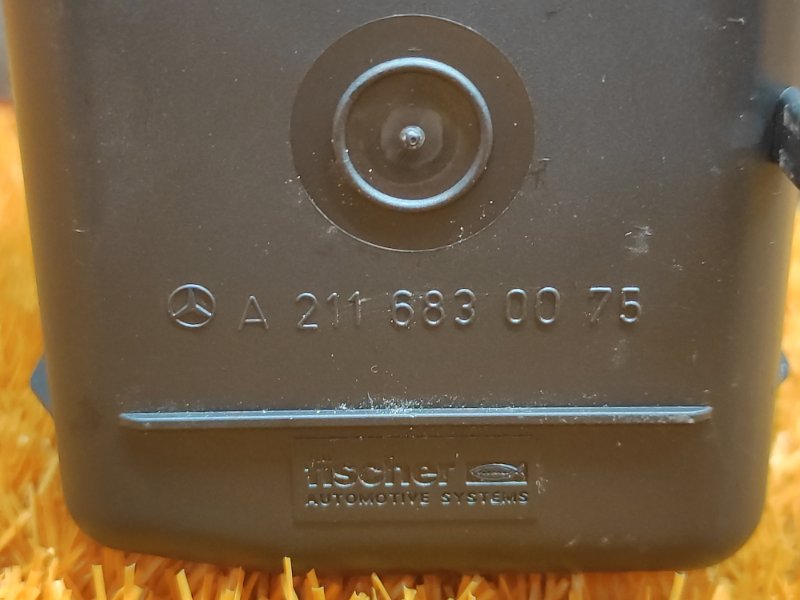 A 211 683 00 75
fischer
AUTOMOTIVE SYSTEMS